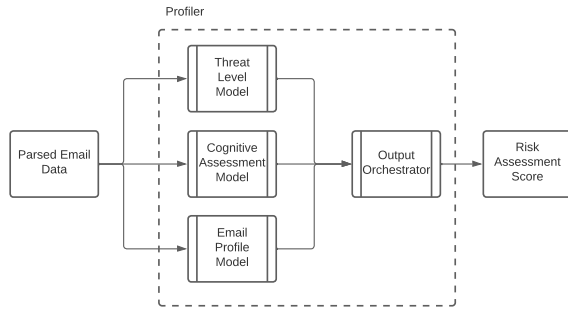 Profiler
Threat
Level
Model
Parsed Email
Data
Cognitive
Assessment
Model
Output
Orchestrator
Risk
Assessment
Score
Email
Profile
Model